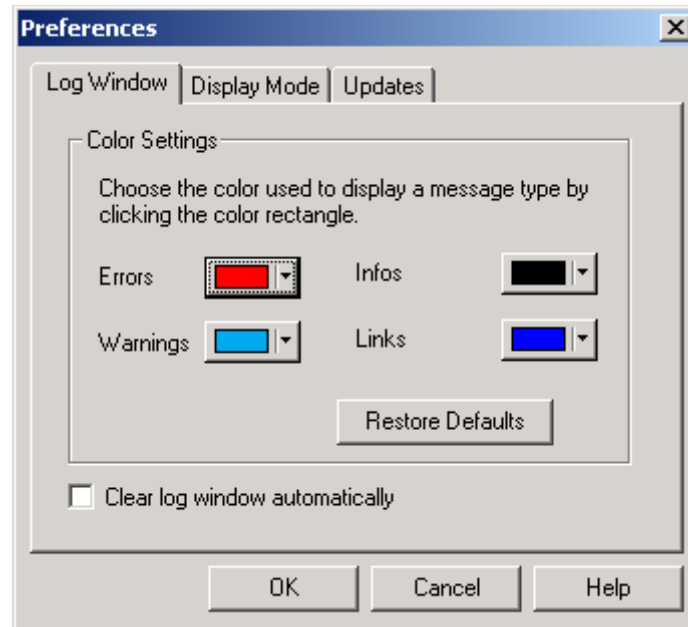 Preferences
Log Window Display Mode Updates
Color Settings
Choose the color used to display a message type by
clicking the color rectangle.
Errors Infos
Warnings Links
Restore Defaults
Clear log window automatically
OK Cancel Help